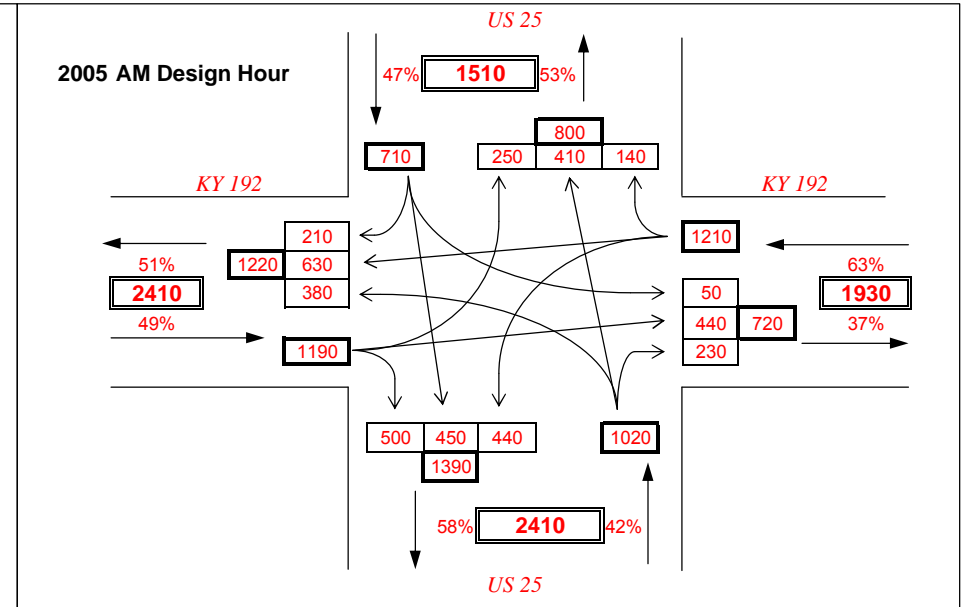 US 25
2005 AM Design Hour
47% 1510 53%
800
710 250 410 140
KY 192 KY 192
210 1210
51% 1220 630 63%
2410 380 50 1930
49% 440 720 37%
1190 230
500 450 440 1020
1390
58% 2410 42%
US 25